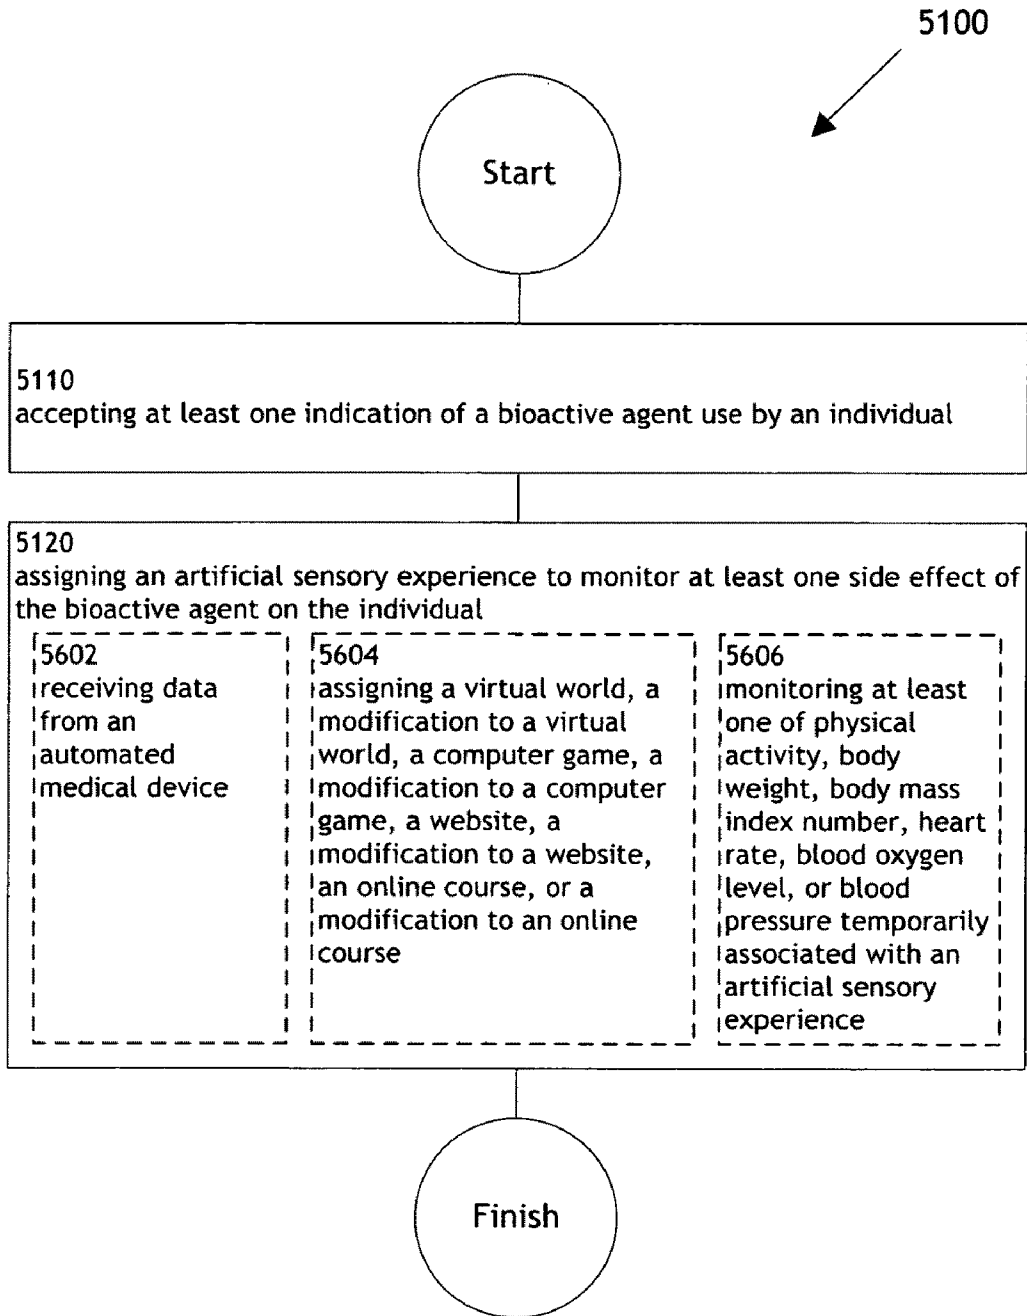 5100
Start
5110
accepting at least one indication of a bioactive agent use by an individual
5120
assigning an artificial sensory experience to monitor at least one side effect of
the bioactive agent on the individual
5602
receiving data
from an
automated
medical device
5604
assigning a virtual world, a
modification to a virtual
world, a computer game, a
modification to a computer
game, a website, a
modification to a website,
an online course, or a
modification to an online
course
5606
monitoring at least
one of physical
activity, body
weight, body mass
index number, heart
rate, blood oxygen
level, or blood
pressure temporarily
associated with an
artificial sensory
experience
Finish